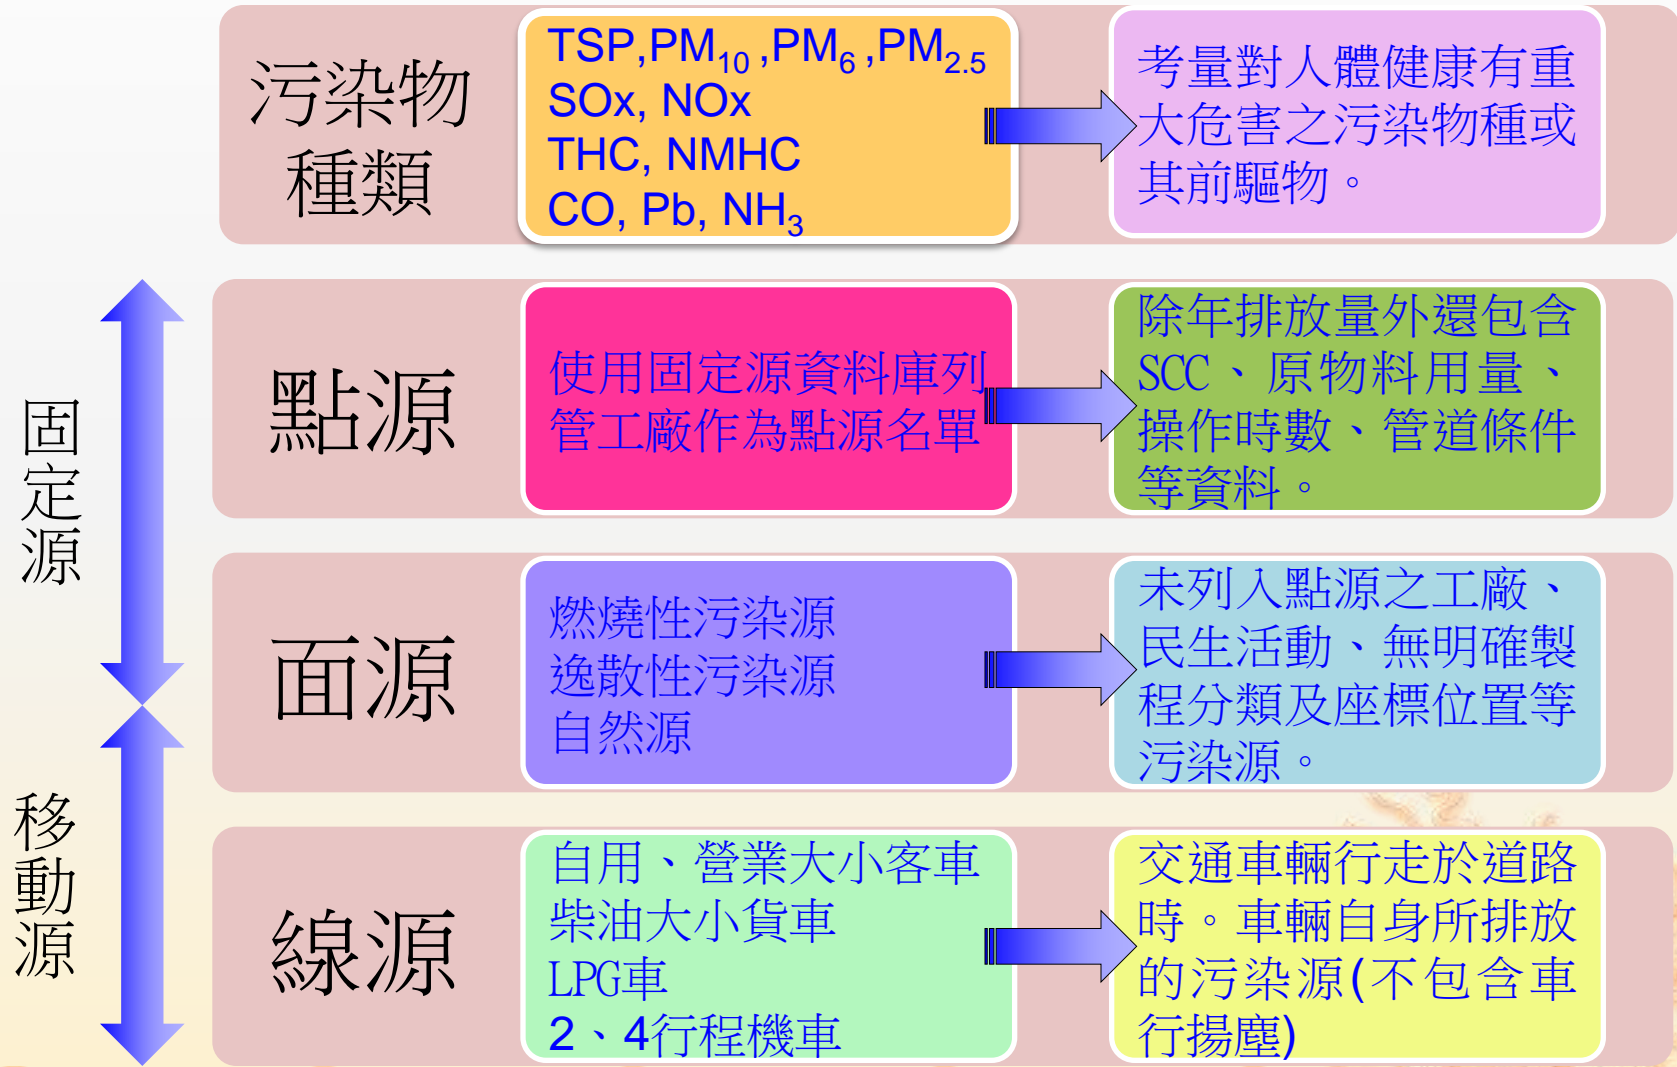 污染物
種類
TSP,PM10 ,PM6 ,PM2.5
SOx, NOx
THC, NMHC
CO, Pb, NH3
考量對人體健康有重
大危害之污染物種或
其前驅物。
固定源
點源
使用固定源資料庫列
管工廠作為點源名單
除年排放量外還包含
SCC、原物料用量、
操作時數、管道條件
等資料。
面源
燃燒性污染源
逸散性污染源
自然源
未列入點源之工廠、
民生活動、無明確製
程分類及座標位置等
污染源。
移動源
線源
自用、營業大小客車
柴油大小貨車
LPG車
2、4行程機車
交通車輛行走於道路
時。車輛自身所排放
的污染源(不包含車
行揚塵)